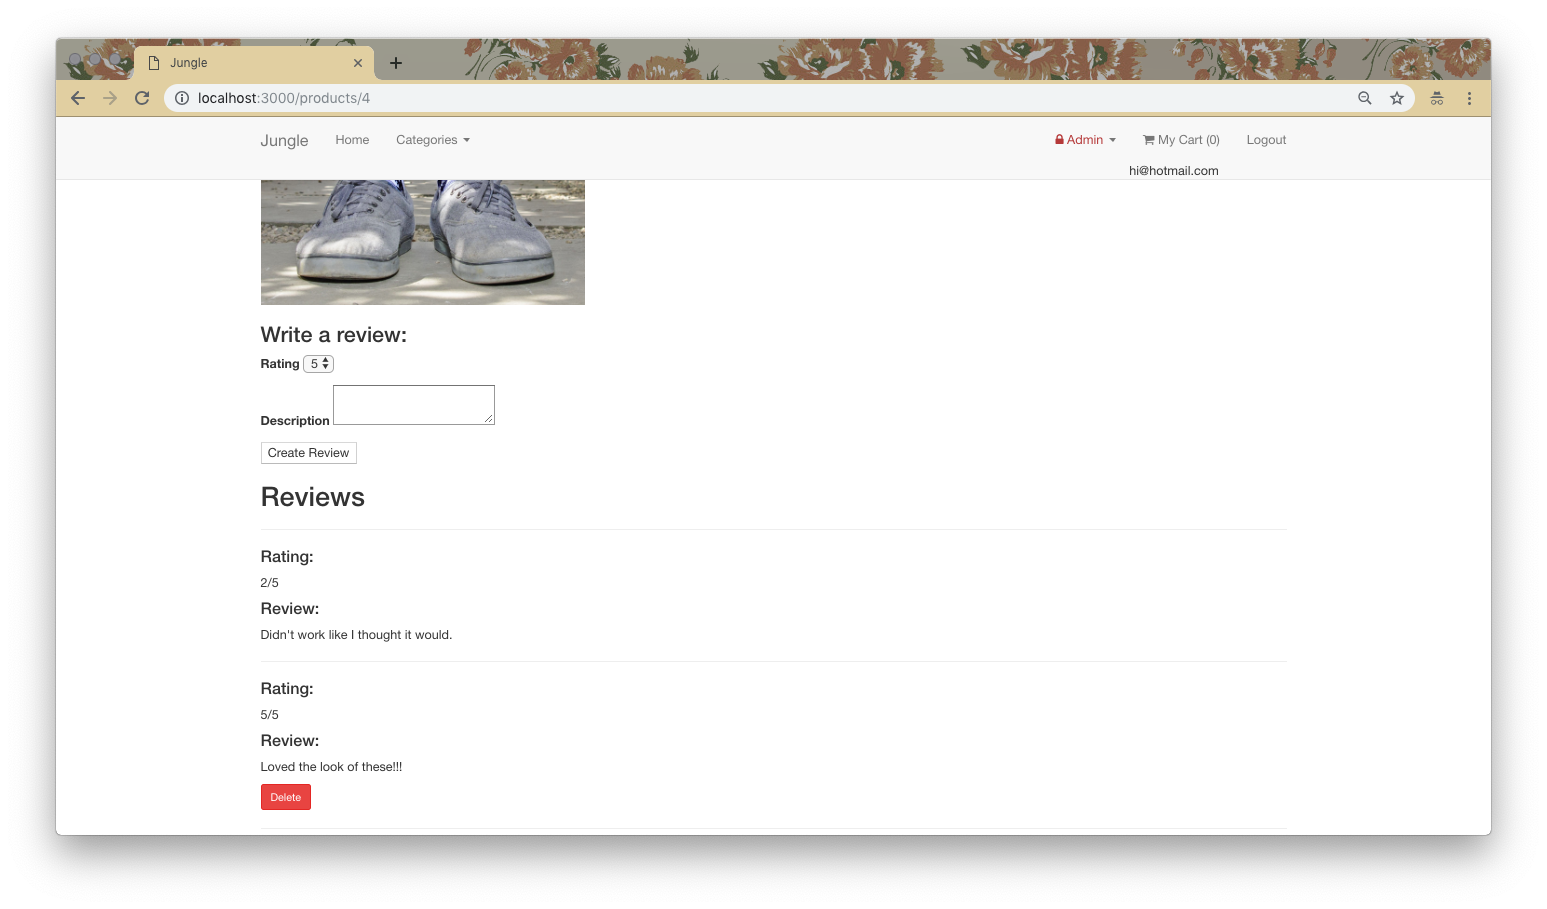 Jungle
localhost:3000/products/4
Jungle Home Categories Admin My Cart (0) Logout
hi@hotmail.com
Write a review:
Rating 5
Description
Create Review
Reviews
Rating:
2/5
Review:
Didn't work like I thought it would.
Rating:
5/5
Review:
Loved the look of these!!!
Delete